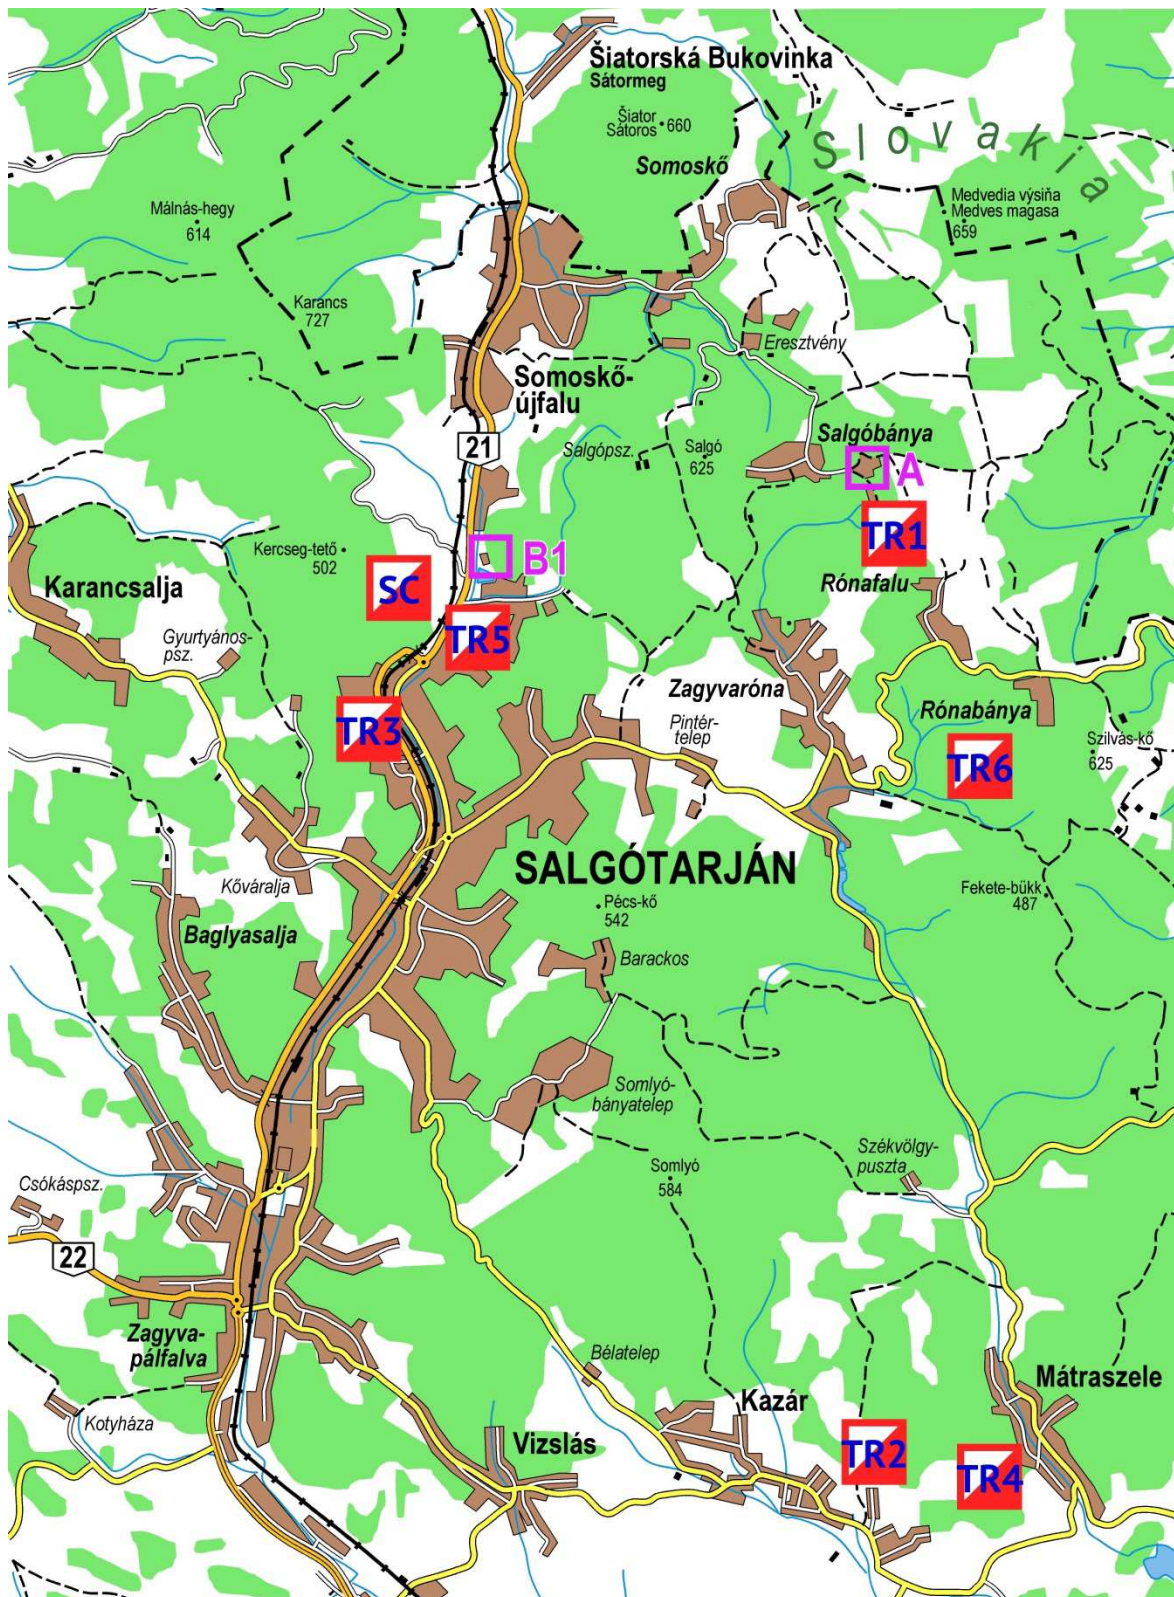 Šiatorská Bukovinka
Sátormeg
Šiator
Sátoros
660
Somoskő
Slovakia
Málnás-hegy
614
Medvedia výsiňa
Medves magasa
659
Karancs
727
Eresztvény
Somoskő-
újfalu
21
Salgópsz.
Salgó
625
Salgóbánya
A
TR1
Kercseg-tető
502
B1
SC
Karancsalja
Rónafalu
TR5
Gyurtyános-
psz.
Zagyvaróna
Rónabánya
TR3
Pintér-
telep
Szilvás-kő
625
TR6
SALGÓTARJÁN
Kőváralja
Pécs-kő
542
Fekete-bükk
487
Baglyasalja
Barackos
Somlyó-
bányatelep
Székvölgy-
puszta
Somlyó
584
Csókáspsz.
22
Zagyva-
pálfalva
Bélatelep
Mátraszele
Kazár
Kotyháza
Vizslás
TR2
TR4